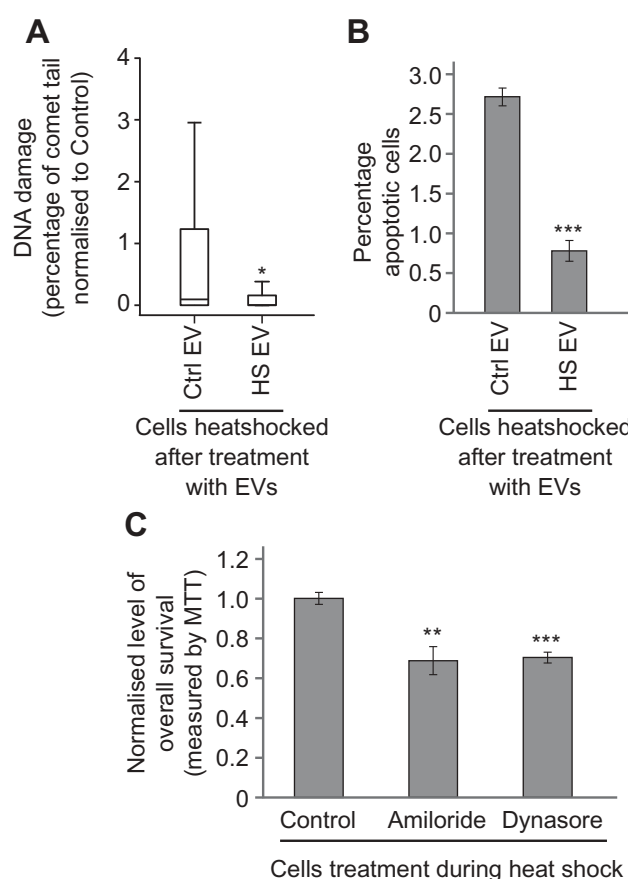 A
DNA damage
(percentage of comet tail
normalised to Control)
4
3
2
1
0
*
Ctrl EV
HS EV
Cells heatshocked
after treatment
with EVs
B
Percentage
apoptotic cells
3.0
2.5
2.0
1.5
1.0
0.5
0
***
Ctrl EV
HS EV
Cells heatshocked
after treatment
with EVs
C
Normalised level of
overall survival
(measured by MTT)
1.2
1.0
0.8
0.6
0.4
0.2
0
**
***
Control
Amiloride
Dynasore
Cells treatment during heat shock